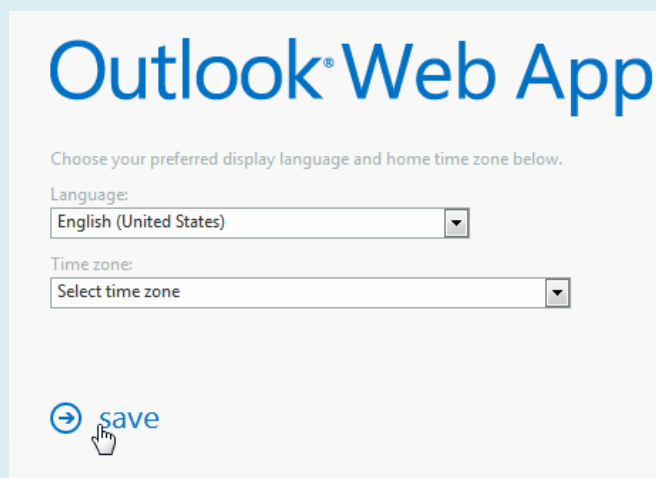 Outlook® Web App
Choose your preferred display language and home time zone below.
Language:
English (United States)
Time zone:
Select time zone
save